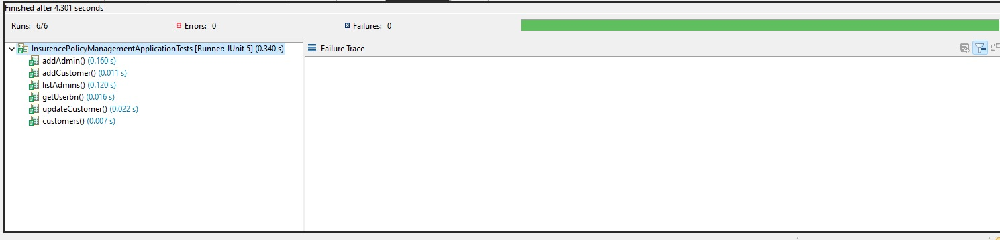 Finished after 4.301 seconds
Runs: 6/6 Errors: 0 Failures: 0
InsurencePolicyManagementApplicationTests [Runner: JUnit 5] (0.340 s)
Failure Trace
addAdmin() (0.160 s)
addCustomer() (0.011 s)
listAdmins() (0.120 s)
getUserbn() (0.016 s)
updateCustomer() (0.022 s)
customers() (0.007 s)